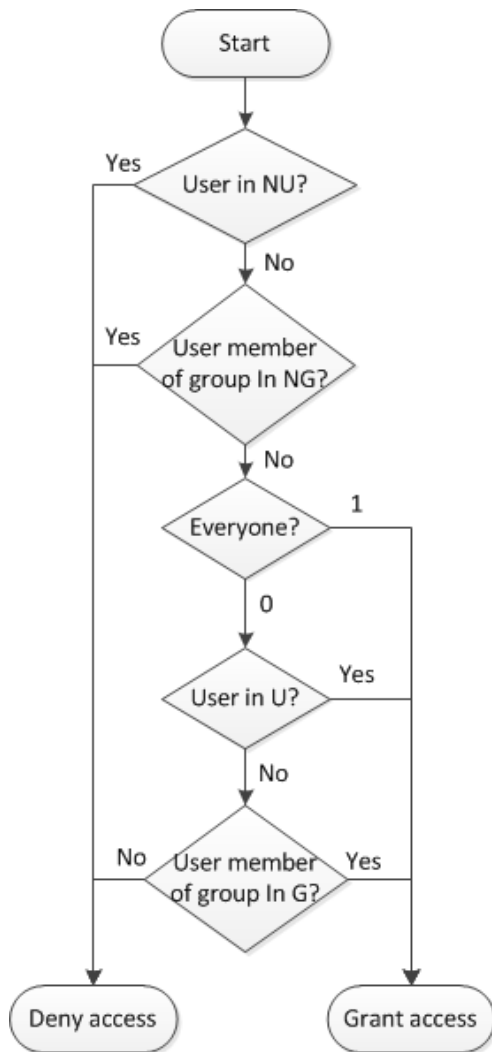 Start
Yes
User in NU?
No
Yes
User member
of group In NG?
No
Everyone?
1
0
User in U?
Yes
No
No
User member
of group In G?
Yes
Deny access
Grant access